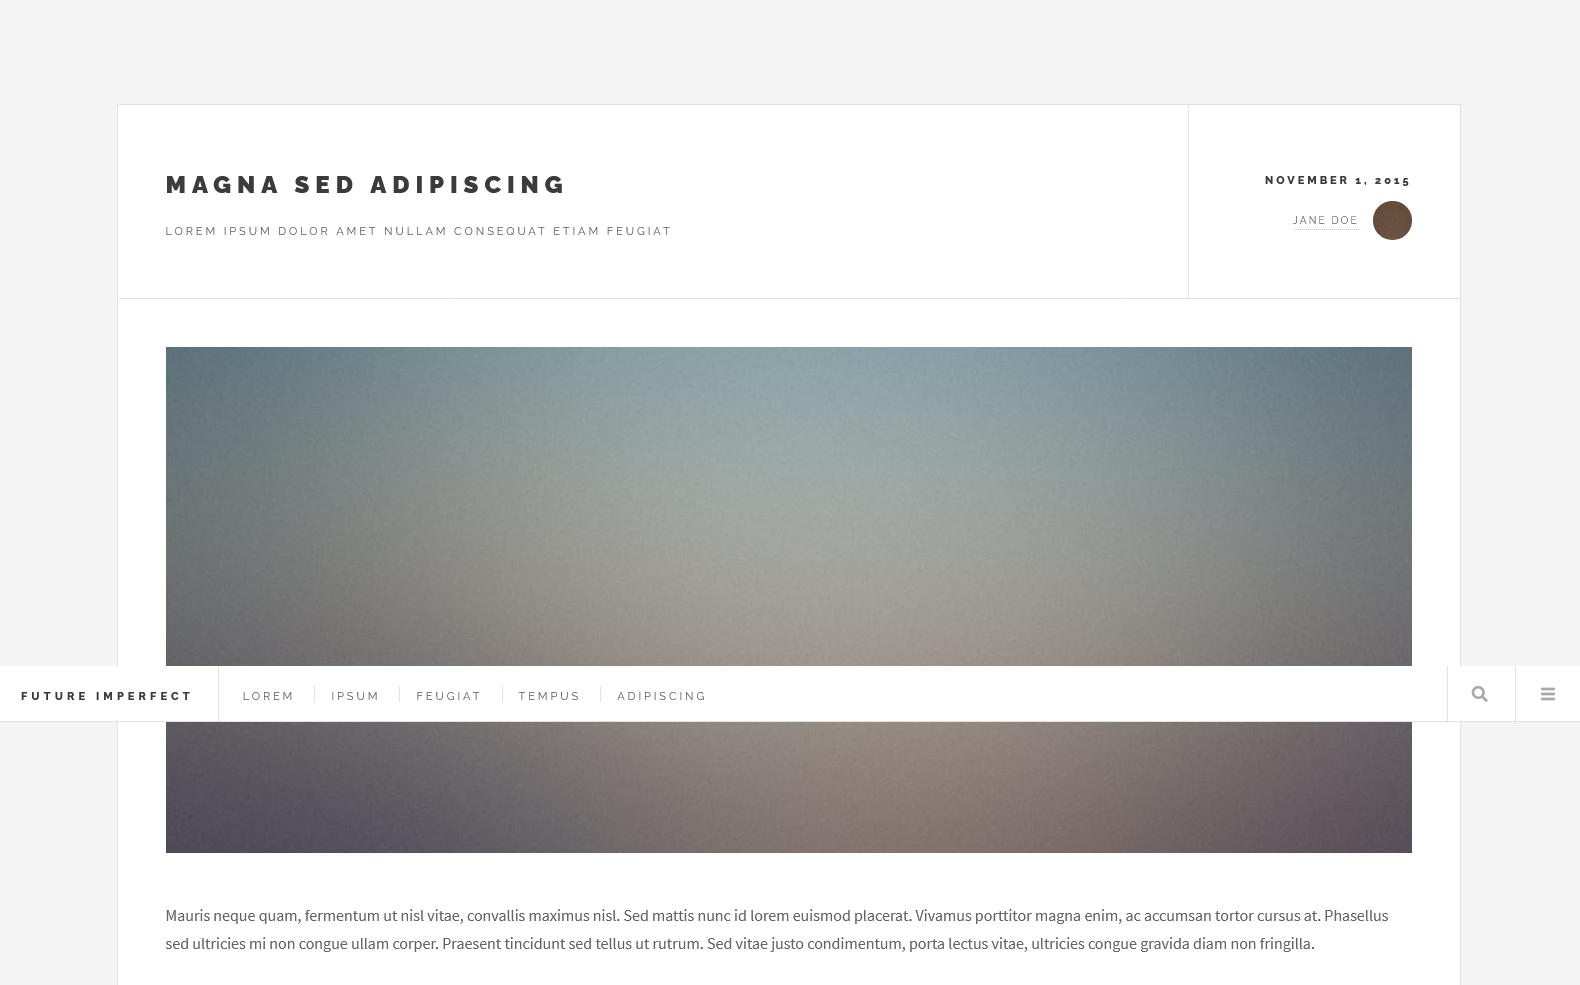 MAGNA SED ADIPISCING
LOREM IPSUM DOLOR AMET NULLAM CONSEQUAT ETIAM FEUGIAT
NOVEMBER 1, 2015
JANE DOE
FUTURE IMPERFECT
LOREM
IPSUM
FEUGIAT
TEMPUS
ADIPISCING
Mauris neque quam, fermentum ut nisl vitae, convallis maximus nisl. Sed mattis nunc id lorem euismod placerat. Vivamus porttitor magna enim, ac accumsan tortor cursus at. Phasellus
sed ultricies mi non congue ullam corper. Praesent tincidunt sed tellus ut rutrum. Sed vitae justo condimentum, porta lectus vitae, ultricies congue gravida diam non fringilla.